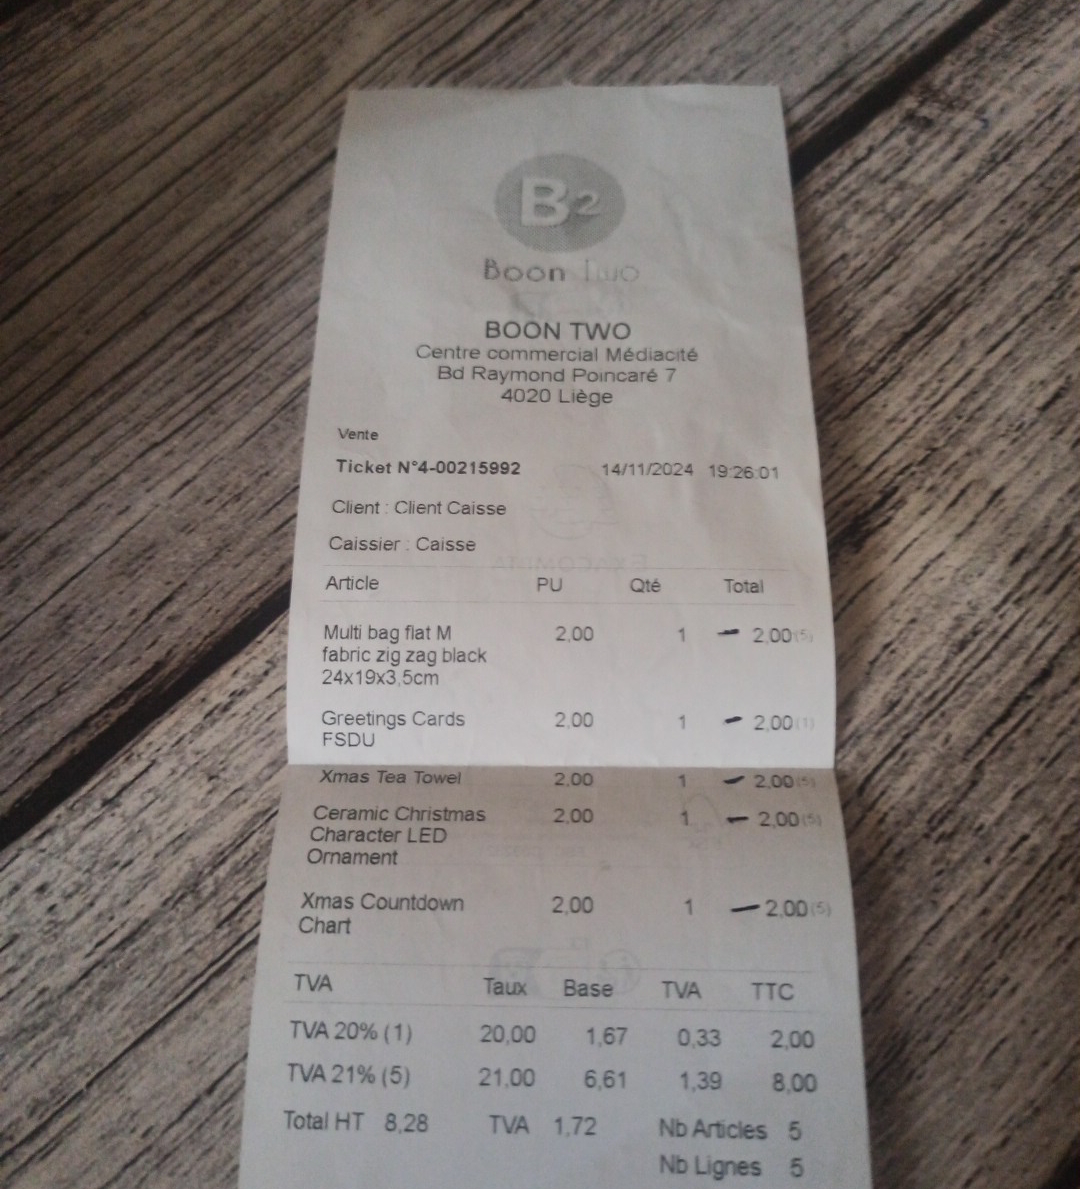 B2
Boon Two
BOON TWO
Centre commercial Médiacité
Bd Raymond Poincaré 7
4020 Liège
Vente
Ticket N°4-00215992 14/11/2024 19:26:01
Client : Client Caisse
Caissier : Caisse
Article PU Qté Total
Multi bag flat M 2,00 1 2,00(5)
fabric zig zag black
24x19x3,5cm
Greetings Cards 2,00 1 2,00(1)
FSDU
Xmas Tea Towel 2,00 1 2,00(5)
Ceramic Christmas 2,00 1 2,00(5)
Character LED
Ornament
Xmas Countdown 2,00 1 2,00(5)
Chart
TVA Taux Base TVA TTC
TVA 20% (1) 20,00 1,67 0,33 2,00
TVA 21% (5) 21,00 6,61 1,39 8,00
Total HT 8,28 TVA 1,72 Nb Articles 5
Nb Lignes 5